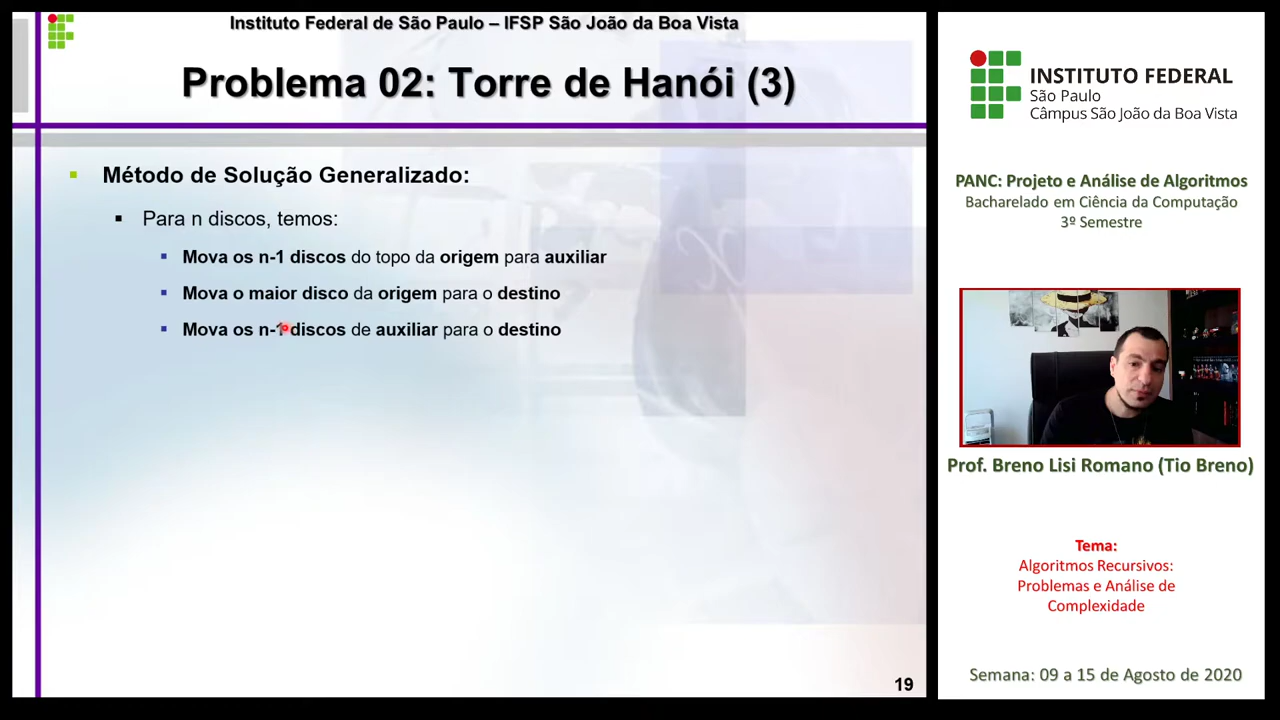 Instituto Federal de São Paulo – IFSP São João da Boa Vista
Problema 02: Torre de Hanói (3)
Método de Solução Generalizado:
Para n discos, temos:
Mova os n-1 discos do topo da origem para auxiliar
Mova o maior disco da origem para o destino
Mova os n-1 discos de auxiliar para o destino
19
INSTITUTO FEDERAL
São Paulo
Câmpus São João da Boa Vista
PANC: Projeto e Análise de Algoritmos
Bacharelado em Ciência da Computação
3º Semestre
Prof. Breno Lisi Romano (Tio Breno)
Tema:
Algoritmos Recursivos:
Problemas e Análise de
Complexidade
Semana: 09 a 15 de Agosto de 2020